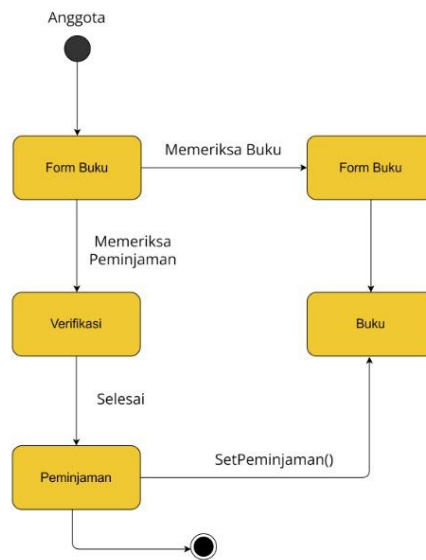 Anggota
Form Buku
Memeriksa Buku
Form Buku
Memeriksa
Peminjaman
Verifikasi
Buku
Selesai
SetPeminjaman()
Peminjaman